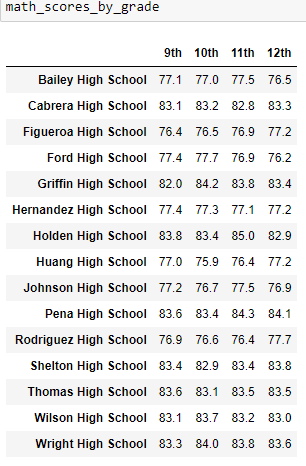 math_scores_by_grade
9th 10th 11th 12th
Bailey High School 77.1 77.0 77.5 76.5
Cabrera High School 83.1 83.2 82.8 83.3
Figueroa High School 76.4 76.5 76.9 77.2
Ford High School 77.4 77.7 76.9 76.2
Griffin High School 82.0 84.2 83.8 83.4
Hernandez High School 77.4 77.3 77.1 77.2
Holden High School 83.8 83.4 85.0 82.9
Huang High School 77.0 75.9 76.4 77.2
Johnson High School 77.2 76.7 77.5 76.9
Pena High School 83.6 83.4 84.3 84.1
Rodriguez High School 76.9 76.6 76.4 77.7
Shelton High School 83.4 82.9 83.4 83.8
Thomas High School 83.6 83.1 83.5 83.5
Wilson High School 83.1 83.7 83.2 83.0
Wright High School 83.3 84.0 83.8 83.6